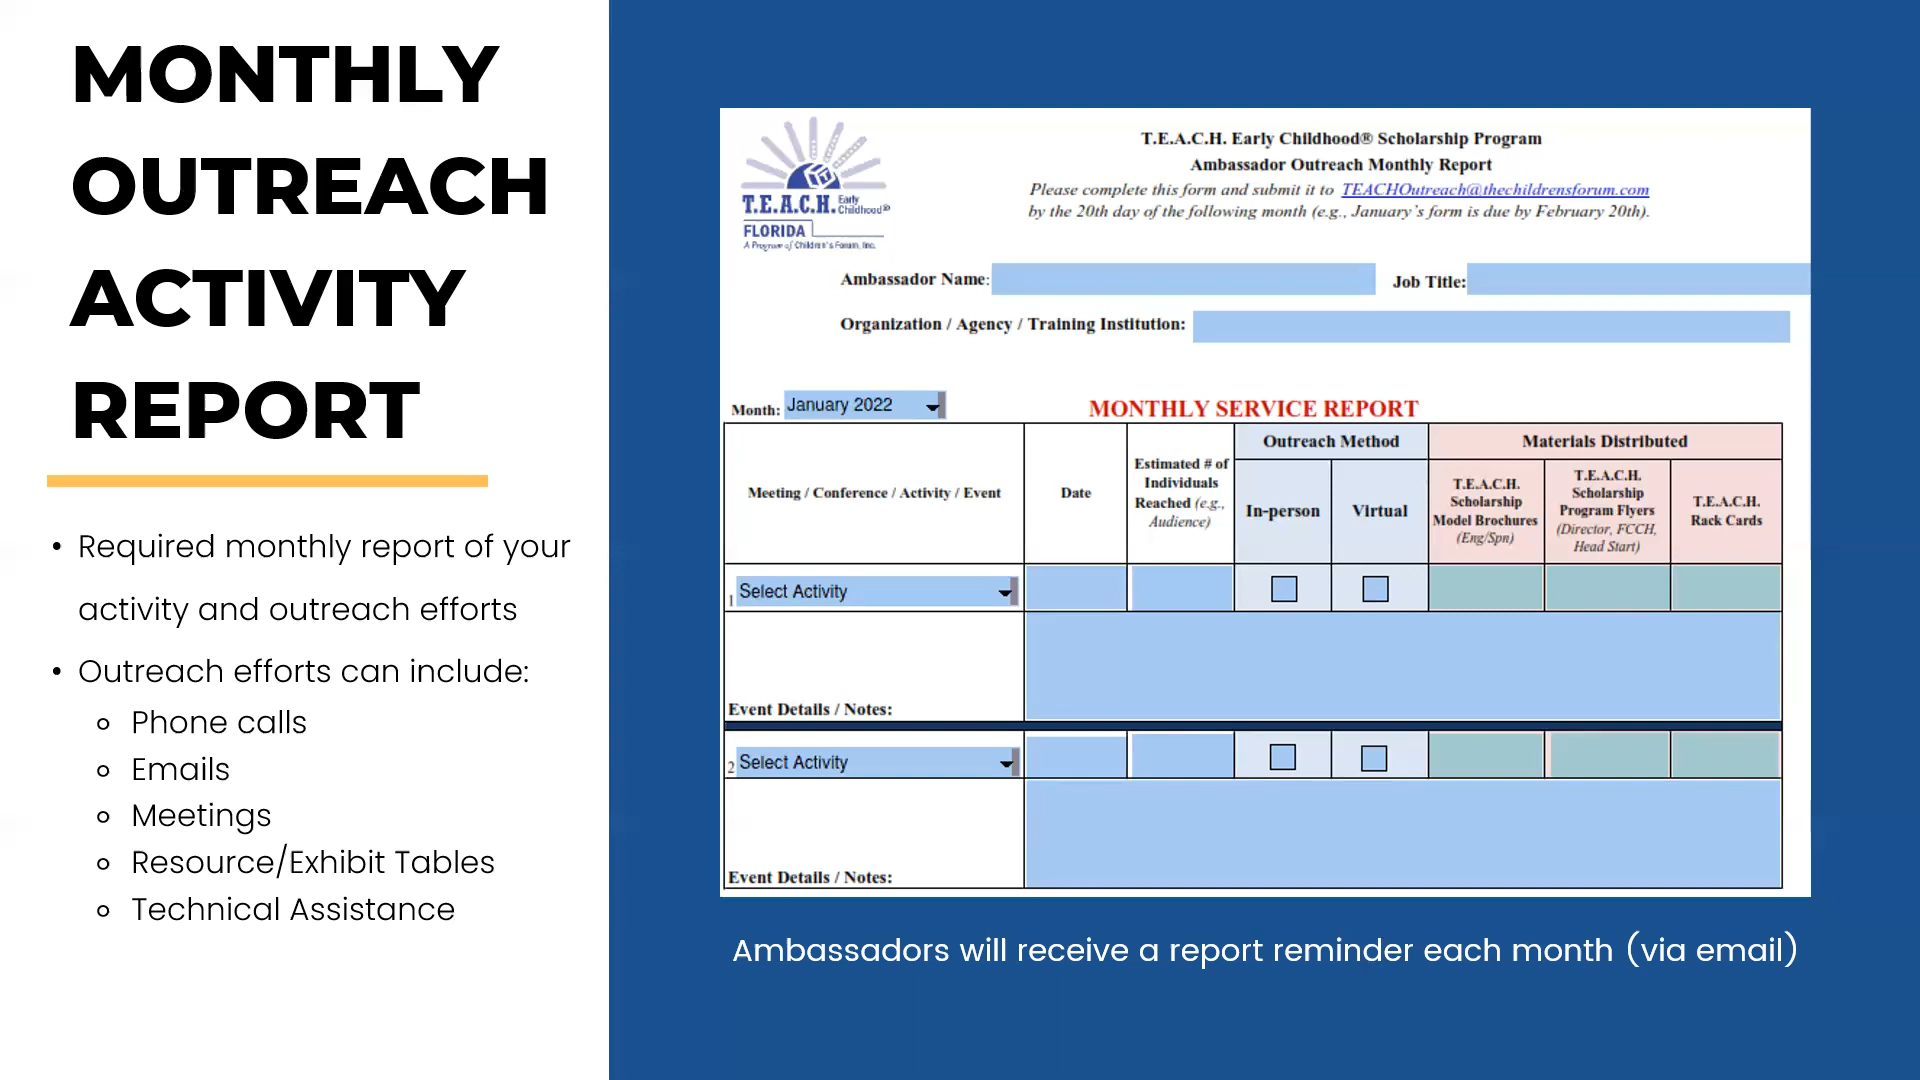 MONTHLY
OUTREACH
ACTIVITY
REPORT
• Required monthly report of your
activity and outreach efforts
• Outreach efforts can include:
Phone calls
Emails
Meetings
Resource/Exhibit Tables
Technical Assistance
T.E.A.C.H. Early Childhood®
FLORIDA
A Program of Children's Forum, Inc.
T.E.A.C.H. Early Childhood® Scholarship Program
Ambassador Outreach Monthly Report
Please complete this form and submit it to TEACHOutreach@thechildrensforum.com
by the 20th day of the following month (e.g., January's form is due by February 20th).
Ambassador Name:
Job Title:
Organization / Agency / Training Institution:
Month: January 2022
MONTHLY SERVICE REPORT
Meeting / Conference / Activity / Event
Date
Estimated # of
Individuals
Reached (e.g.,
Audience)
Outreach Method
In-person
Virtual
Materials Distributed
T.E.A.C.H.
Scholarship
Model Brochures
(Eng/Spn)
T.E.A.C.H.
Scholarship
Program Flyers
(Director, FCCH,
Head Start)
T.E.A.C.H.
Rack Cards
1 Select Activity
Event Details / Notes:
2 Select Activity
Event Details / Notes:
Ambassadors will receive a report reminder each month (via email)